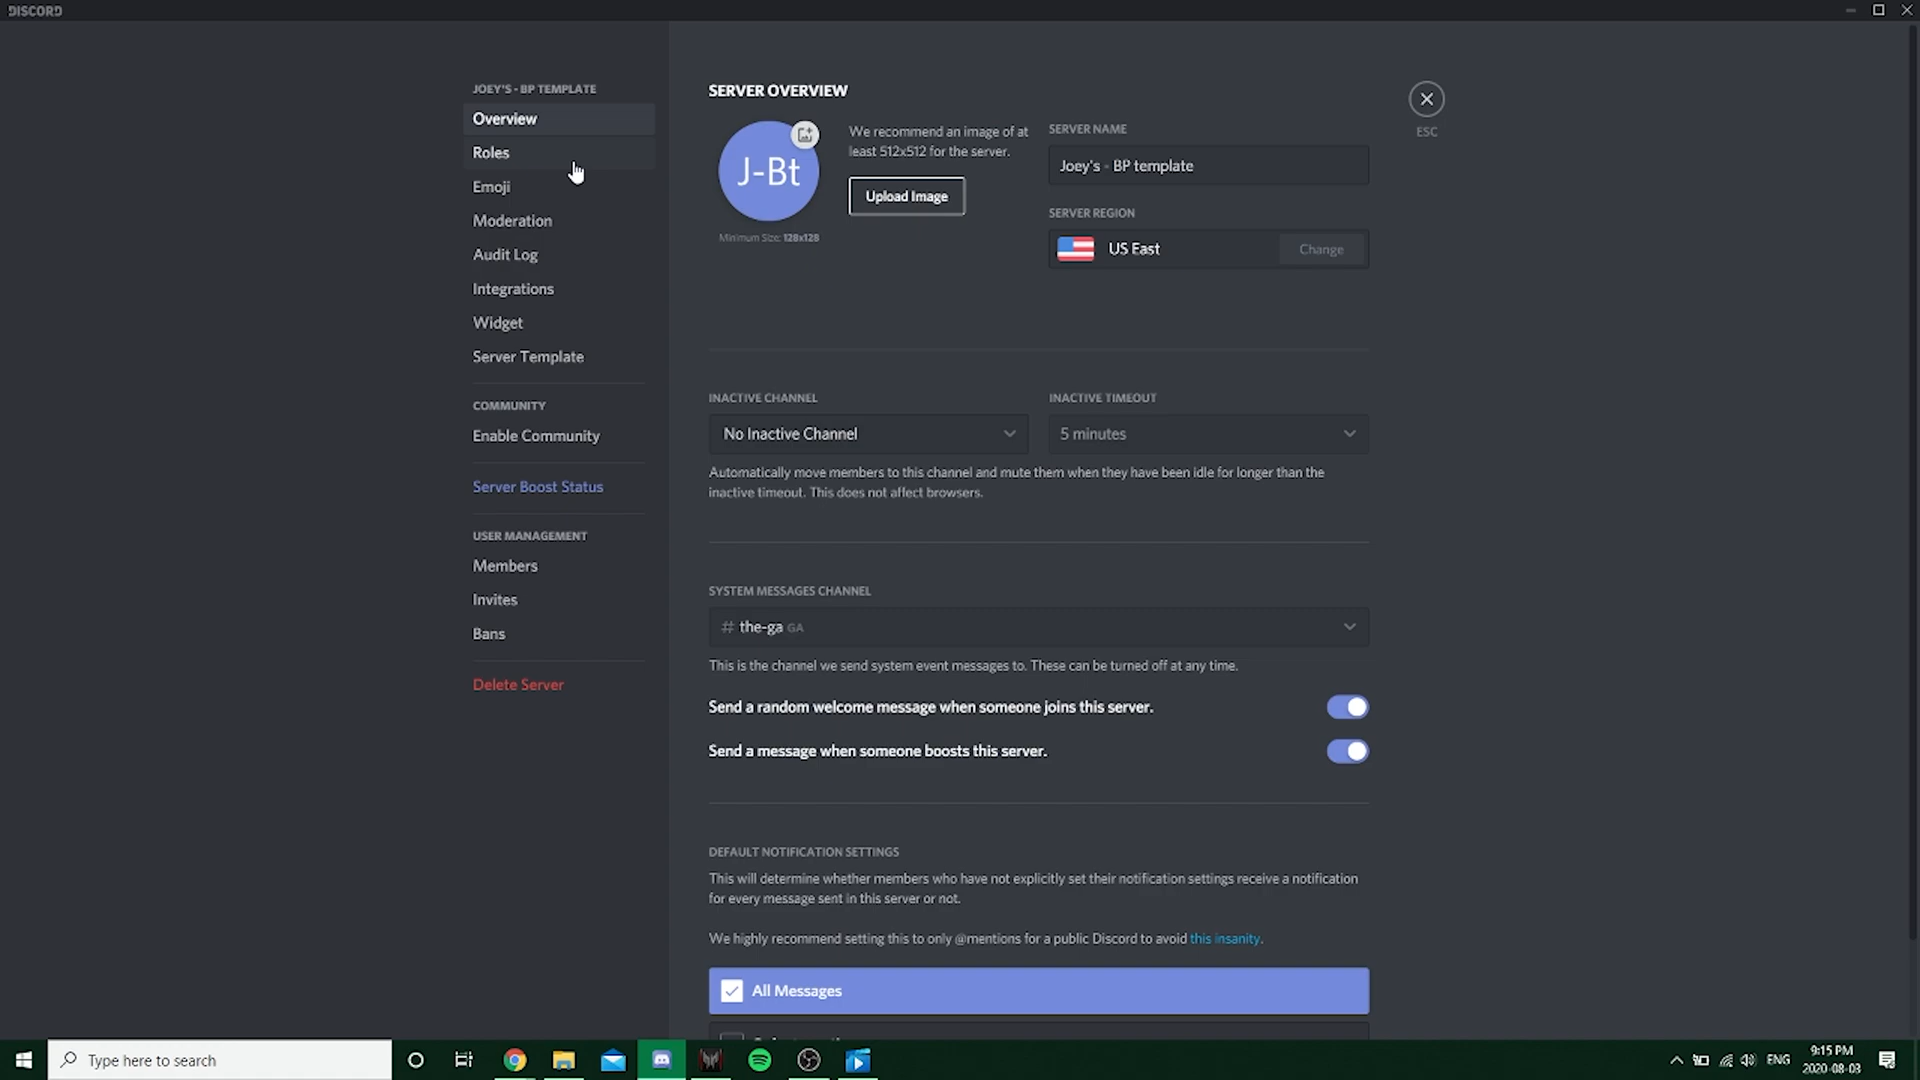 DISCORD
JOEY'S - BP TEMPLATE
Overview
Roles
Emoji
Moderation
Audit Log
Integrations
Widget
Server Template
COMMUNITY
Enable Community
Server Boost Status
USER MANAGEMENT
Members
Invites
Bans
Delete Server
SERVER OVERVIEW
J-Bt
Minimum Size: 128x128
We recommend an image of at
least 512x512 for the server.
Upload Image
SERVER NAME
Joey's - BP template
SERVER REGION
US East
Change
ESC
INACTIVE CHANNEL
No Inactive Channel
INACTIVE TIMEOUT
5 minutes
Automatically move members to this channel and mute them when they have been idle for longer than the
inactive timeout. This does not affect browsers.
SYSTEM MESSAGES CHANNEL
# the-ga GA
This is the channel we send system event messages to. These can be turned off at any time.
Send a random welcome message when someone joins this server.
Send a message when someone boosts this server.
DEFAULT NOTIFICATION SETTINGS
This will determine whether members who have not explicitly set their notification settings receive a notification
for every message sent in this server or not.
We highly recommend setting this to only @mentions for a public Discord to avoid this insanity.
All Messages
Type here to search
ENG
9:15 PM
2020-08-03